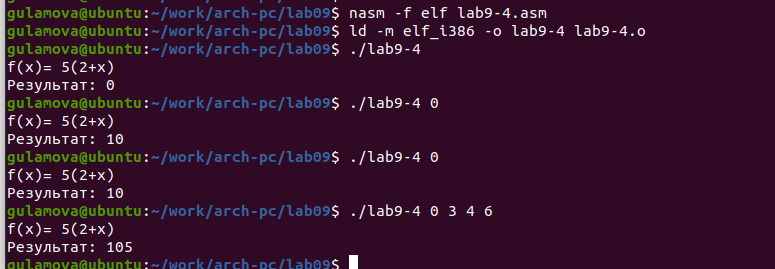 gulamova@ubuntu:~/work/arch-pc/lab09$ nasm -f elf lab9-4.asm
gulamova@ubuntu:~/work/arch-pc/lab09$ ld -m elf_i386 -o lab9-4 lab9-4.o
gulamova@ubuntu:~/work/arch-pc/lab09$ ./lab9-4
f(x)= 5(2+x)
Результат: 0
gulamova@ubuntu:~/work/arch-pc/lab09$ ./lab9-4 0
f(x)= 5(2+x)
Результат: 10
gulamova@ubuntu:~/work/arch-pc/lab09$ ./lab9-4 0
f(x)= 5(2+x)
Результат: 10
gulamova@ubuntu:~/work/arch-pc/lab09$ ./lab9-4 0 3 4 6
f(x)= 5(2+x)
Результат: 105
gulamova@ubuntu:~/work/arch-pc/lab09$